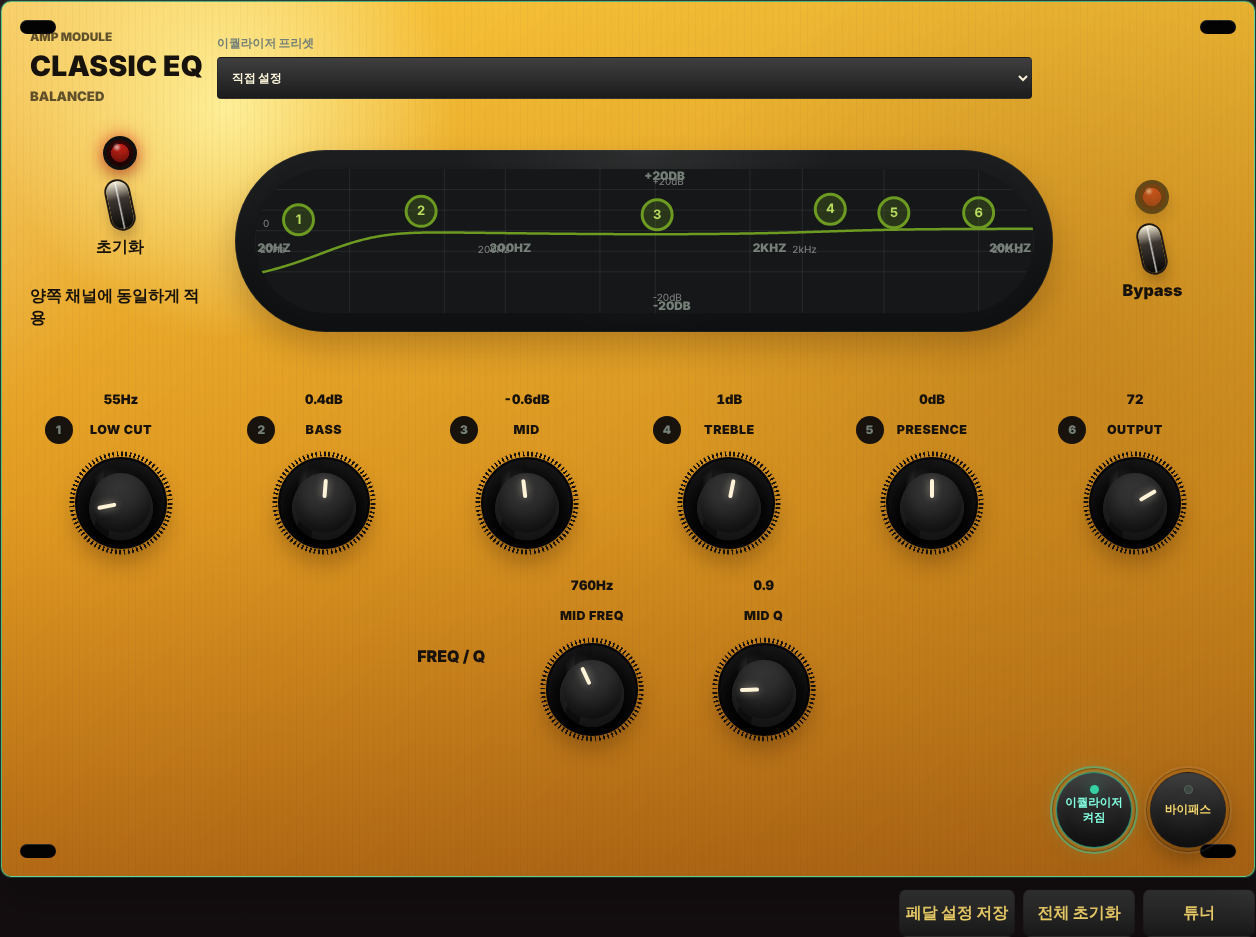 AMP MODULE
CLASSIC EQ
BALANCED
이퀄라이저 프리셋
직접 설정
초기화
양쪽 채널에 동일하게 적
용
+20DB
+20dB
0
1
2
3
4
5
6
20HZ
200HZ
2KHZ
2kHz
20KHZ
-20dB
-20DB
Bypass
55Hz
0.4dB
-0.6dB
1dB
0dB
72
1 LOW CUT
2 BASS
3 MID
4 TREBLE
5 PRESENCE
6 OUTPUT
760Hz
0.9
MID FREQ
MID Q
FREQ / Q
이퀄라이저
켜짐
바이패스
페달 설정 저장
전체 초기화
튜너